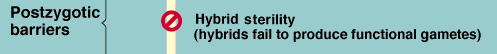 Postzygotic
barriers
Hybrid sterility
(hybrids fail to produce functional gametes)